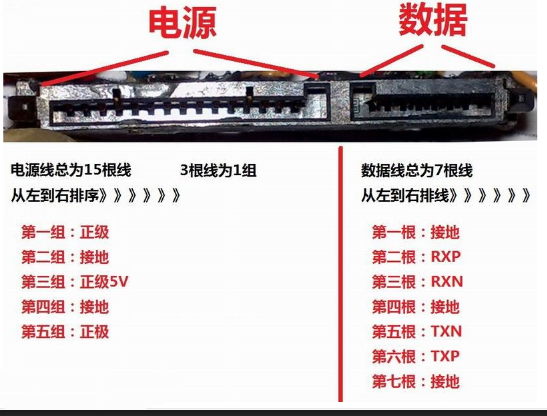 电源
数据
电源线总为15根线 3根线为1组
从左到右排序》》》》》》
第一组：正级
第二组：接地
第三组：正级5V
第四组：接地
第五组：正极
数据线总为7根线
从左到右排线》》》》》》
第一根：接地
第二根：RXP
第三根：RXN
第四根：接地
第五根：TXN
第六根：TXP
第七根：接地